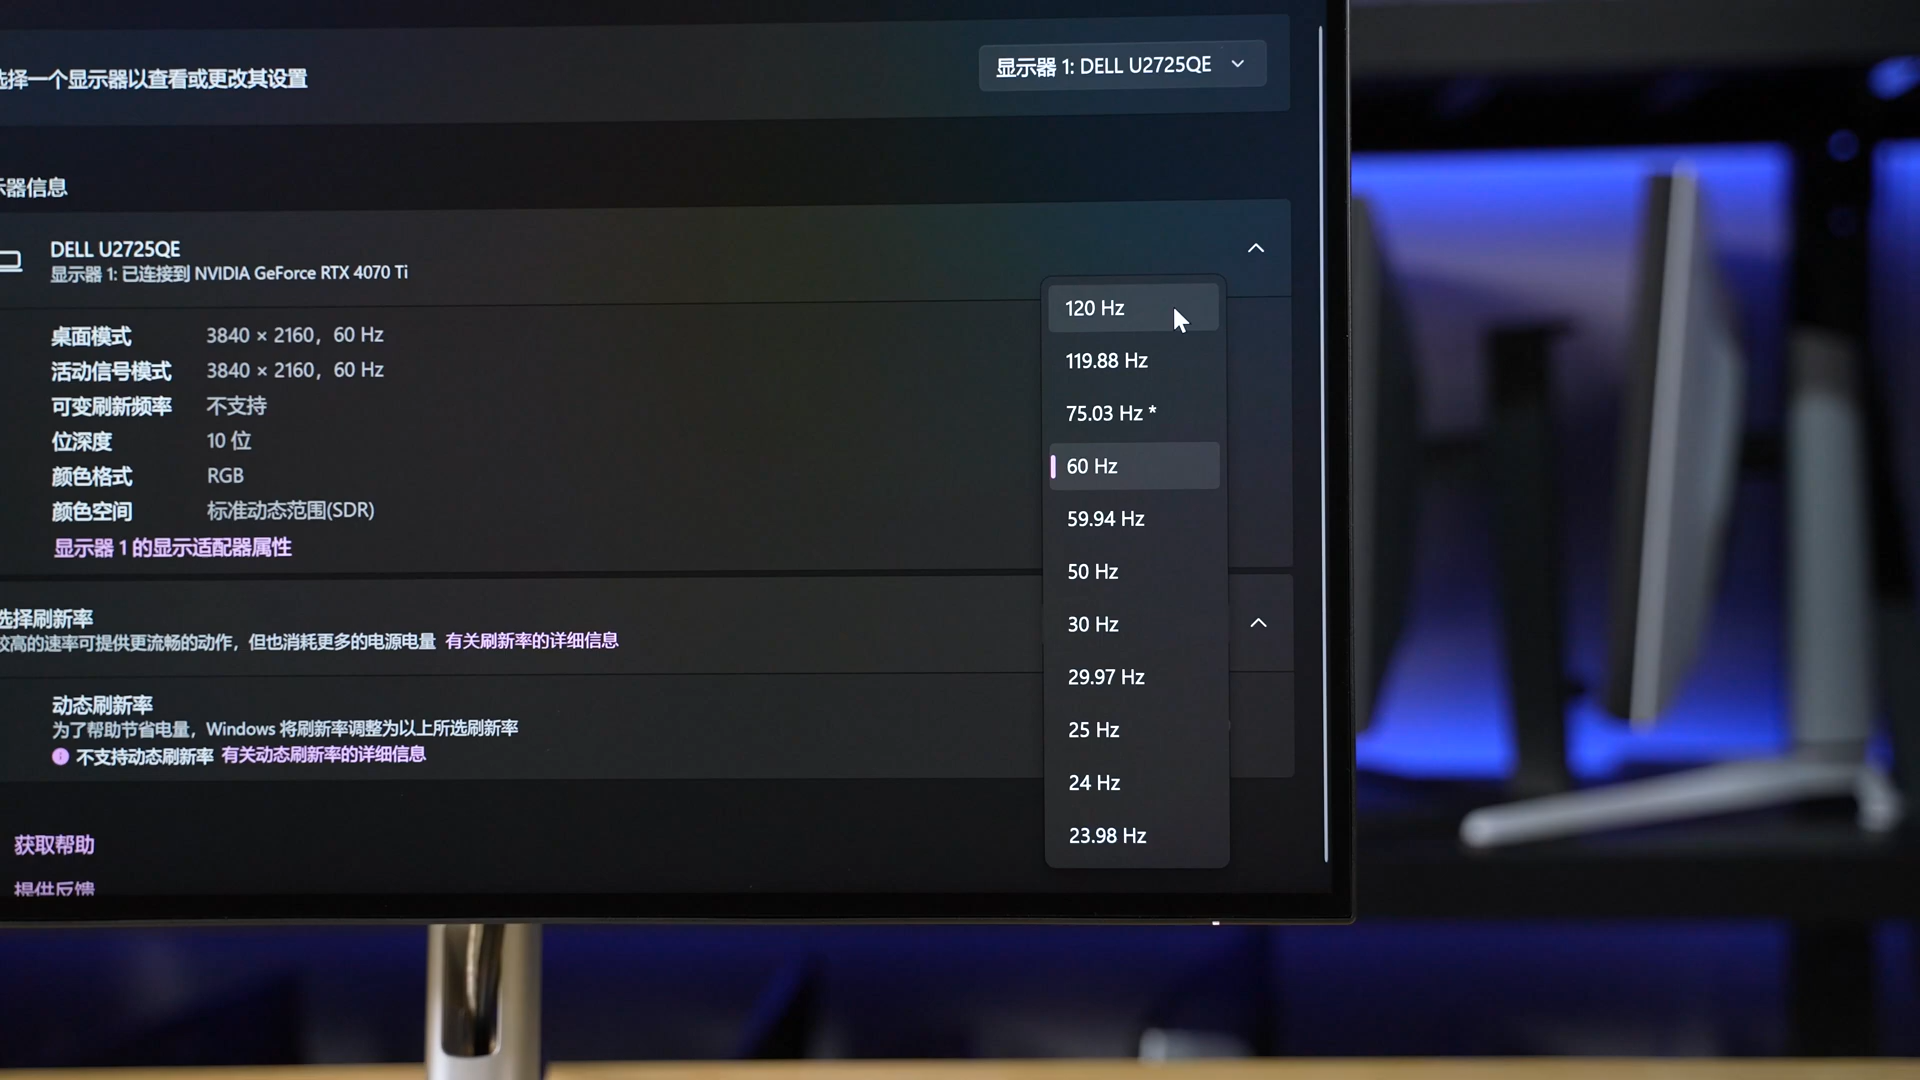 选择一个显示器以查看或更改其设置
显示器 1: DELL U2725QE
示器信息
DELL U2725QE
显示器 1: 已连接到 NVIDIA GeForce RTX 4070 Ti
桌面模式 3840 × 2160，60 Hz
活动信号模式 3840 × 2160，60 Hz
可变刷新频率 不支持
位深度 10 位
颜色格式 RGB
颜色空间 标准动态范围(SDR)
显示器 1 的显示适配器属性
选择刷新率
较高的速率可提供更流畅的动作，但也消耗更多的电源电量 有关刷新率的详细信息
动态刷新率
为了帮助节省电量，Windows 将刷新率调整为以上所选刷新率
不支持动态刷新率 有关动态刷新率的详细信息
获取帮助
提供反馈
120 Hz
119.88 Hz
75.03 Hz *
60 Hz
59.94 Hz
50 Hz
30 Hz
29.97 Hz
25 Hz
24 Hz
23.98 Hz